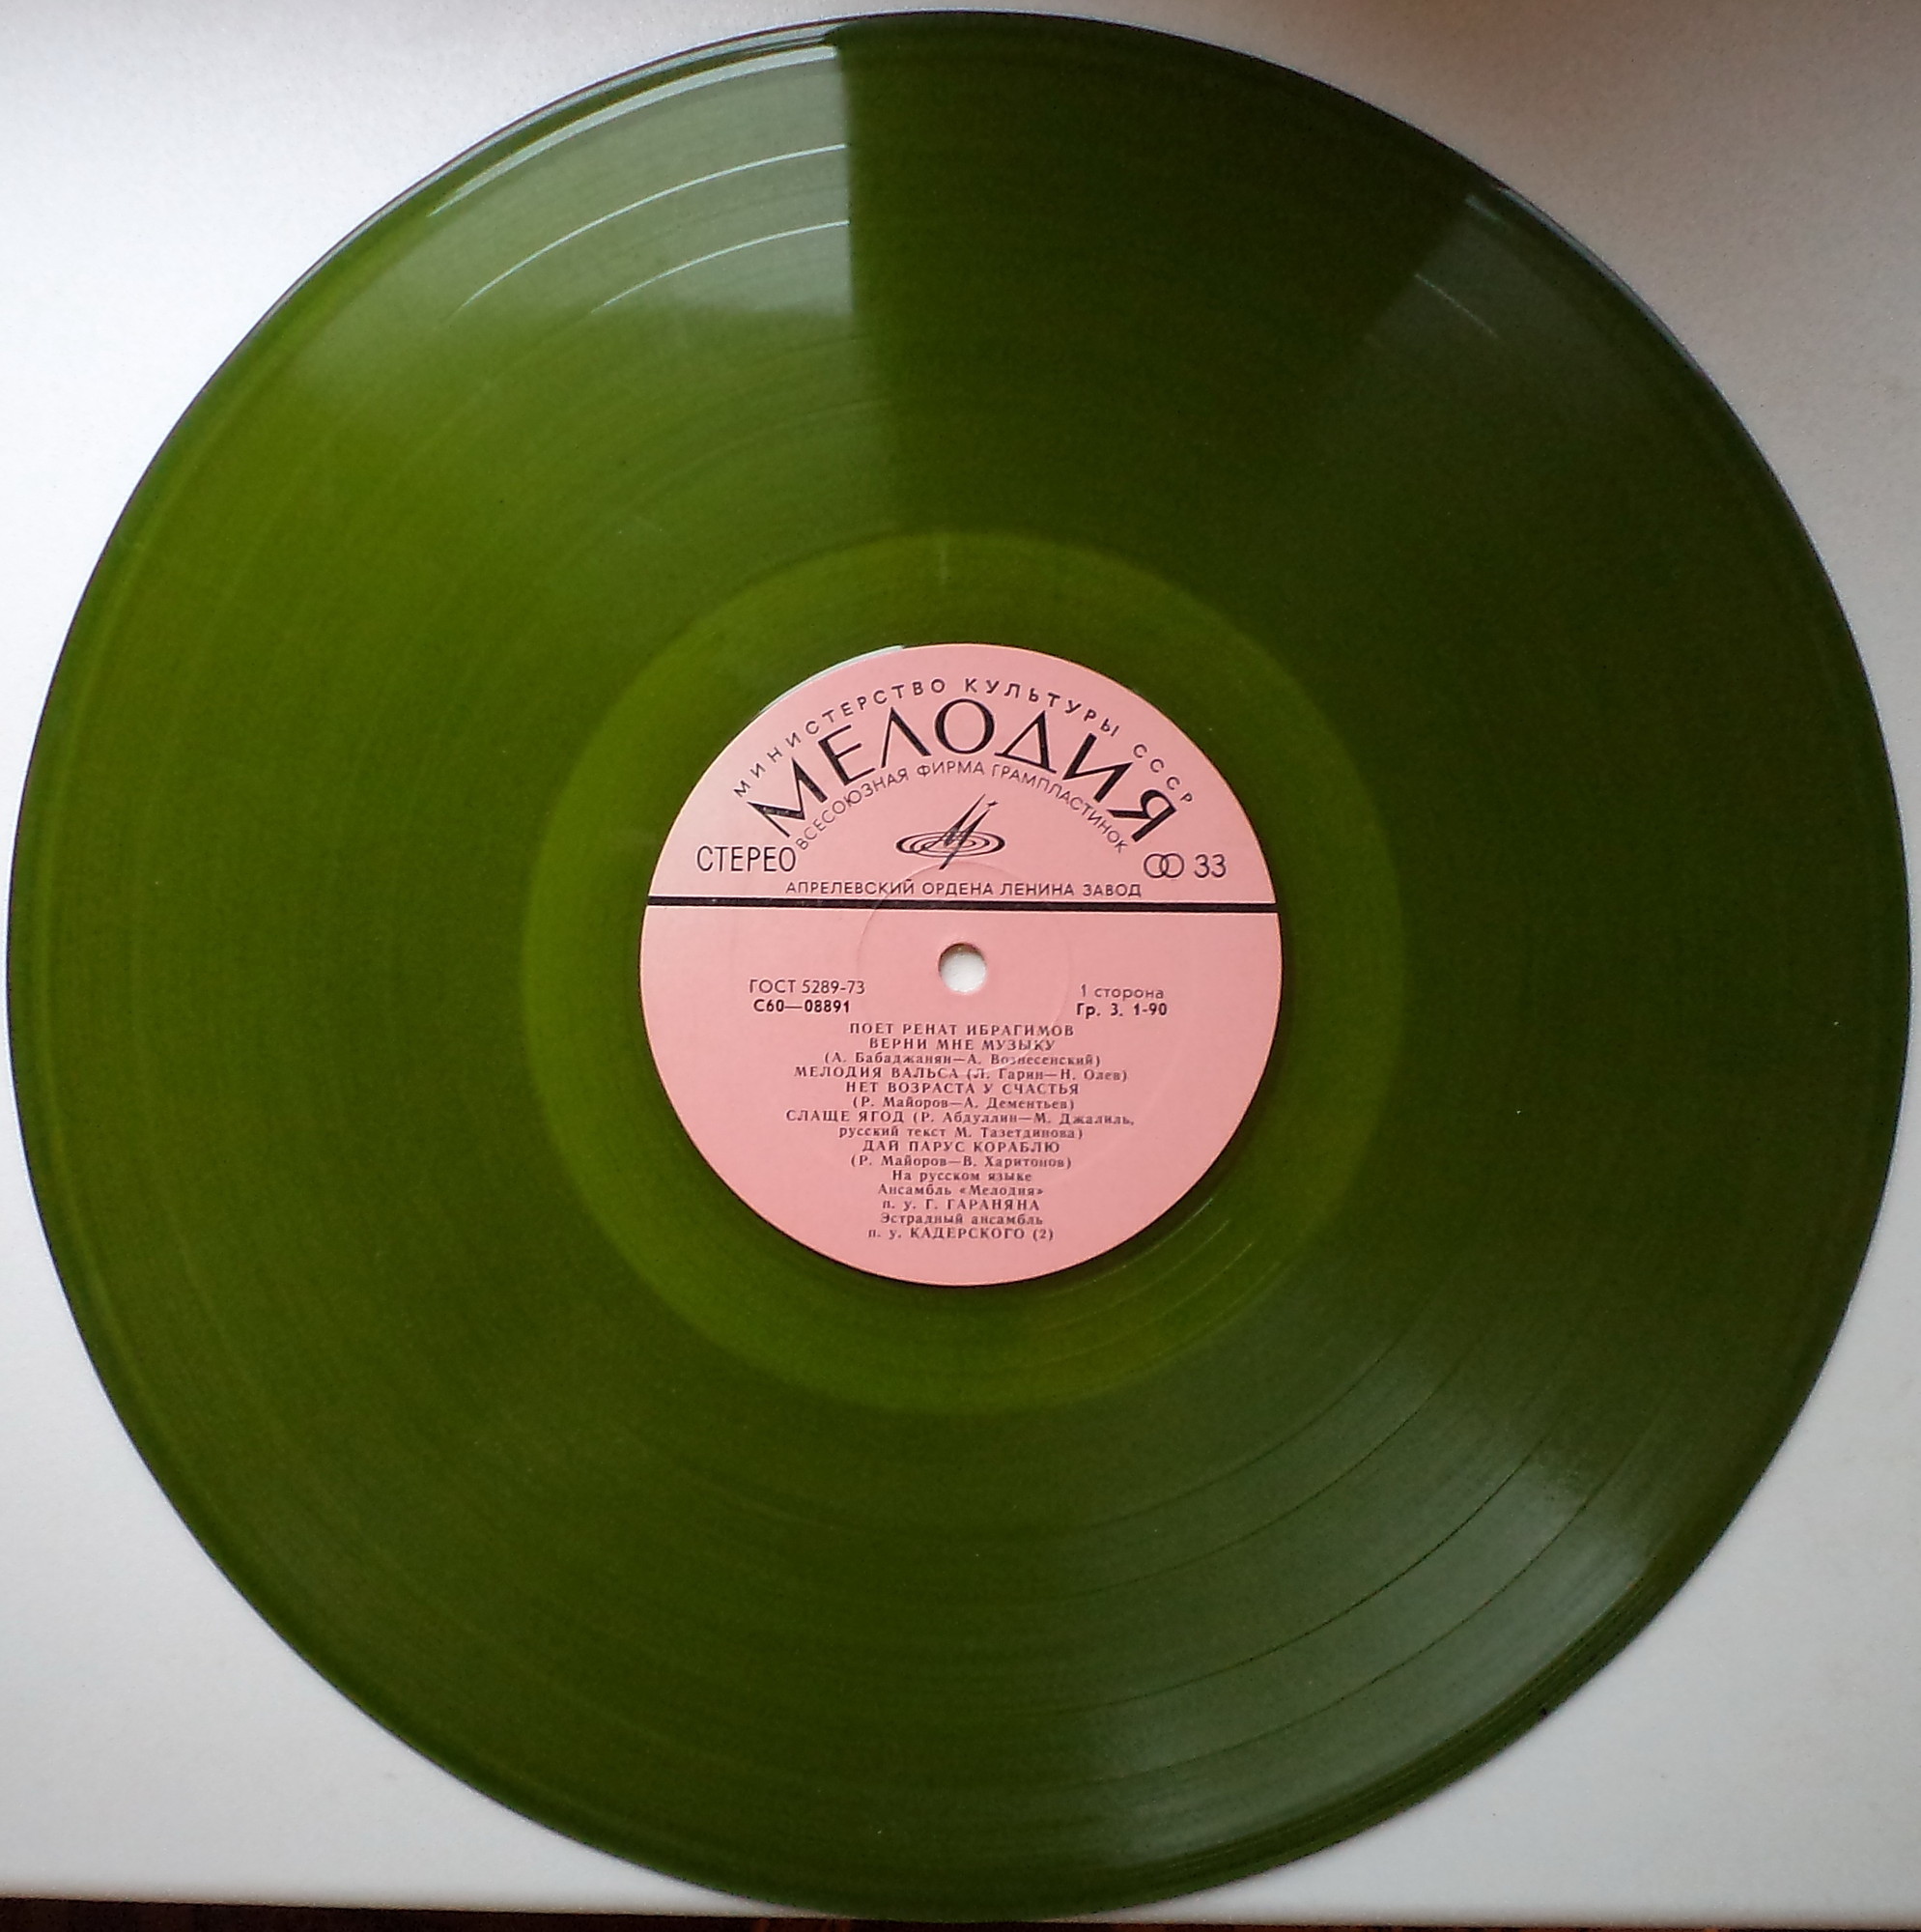 МИНИСТЕРСТВО КУЛЬТУРЫ СССР
МЕЛОДИЯ
ВСЕСОЮЗНАЯ ФИРМА ГРАМПЛАСТИНОК
СТЕРЕО
33
АПРЕЛЕВСКИЙ ОРДЕНА ЛЕНИНА ЗАВОД
ГОСТ 5289-73
С60—08891
1 сторона
Гр. 3. 1-90
ПОЕТ РЕНАТ ИБРАГИМОВ
ВЕРНИ МНЕ МУЗЫКУ
(А. Бабаджанян—А. Вознесенский)
МЕЛОДИЯ ВАЛЬСА (Л. Гарин—Н. Олев)
НЕТ ВОЗРАСТА У СЧАСТЬЯ
(Р. Майоров—А. Дементьев)
СЛАЩЕ ЯГОД (Р. Абдуллин—М. Джалиль,
русский текст М. Тазетдинова)
ДАЙ ПАРУС КОРАБЛЮ
(Р. Майоров—В. Харитонов)
На русском языке
Ансамбль «Мелодия»
п. у. Г. ГАРАНЯНА
Эстрадный ансамбль
п. у. КАДЕРСКОГО (2)